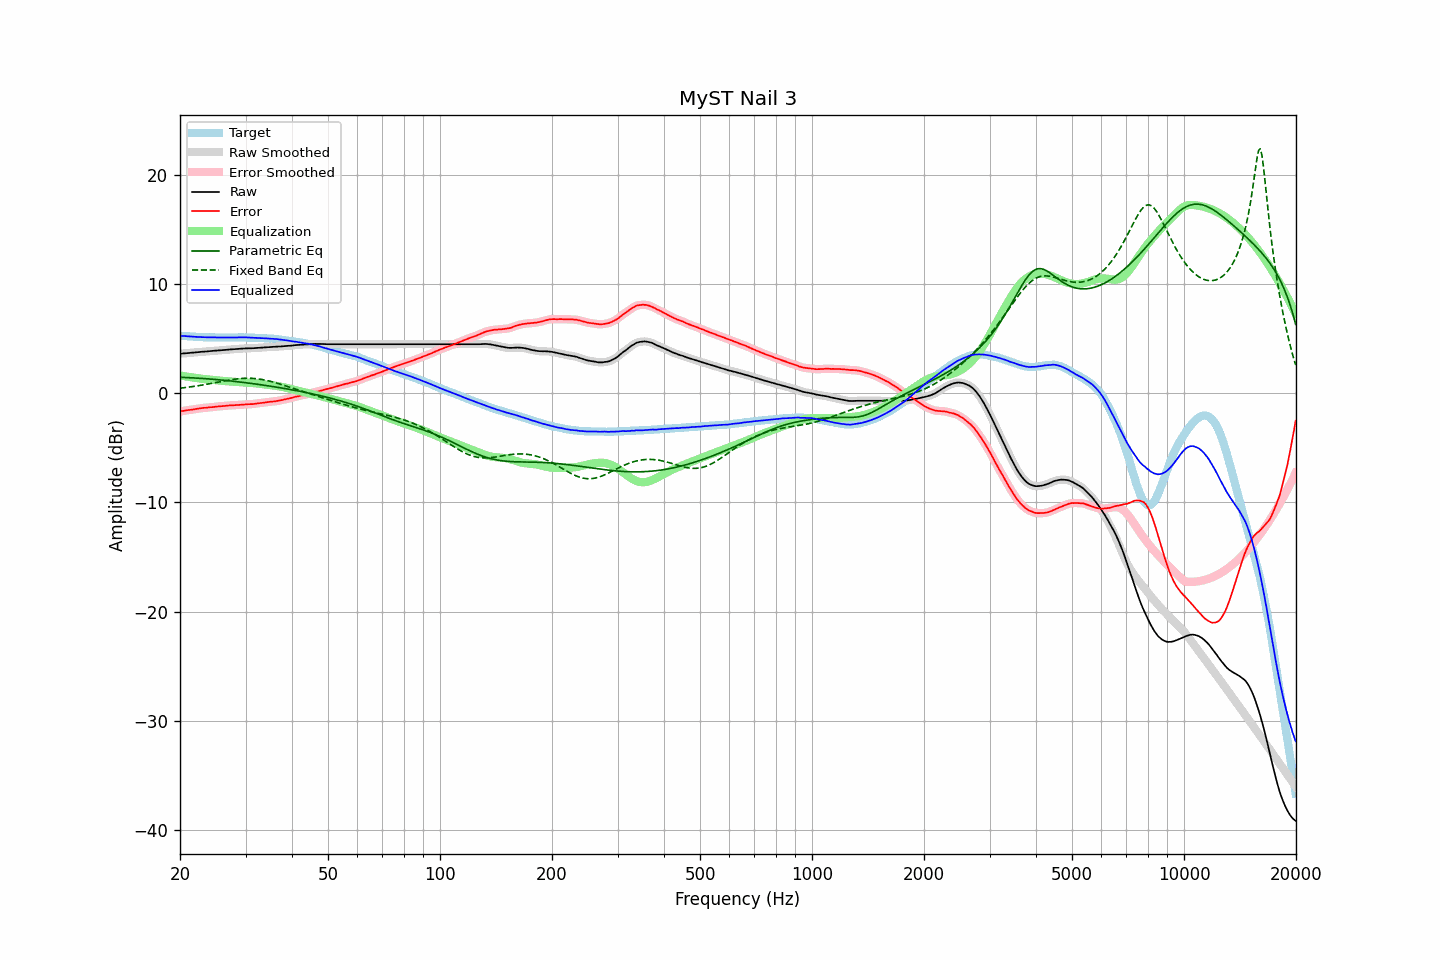 MyST Nail 3
Target
Raw Smoothed
Error Smoothed
Raw
Error
Equalization
Parametric Eq
Fixed Band Eq
Equalized
20
10
0
−10
−20
−30
−40
Amplitude (dBr)
20 50 100 200 500 1000 2000 5000 10000 20000
Frequency (Hz)